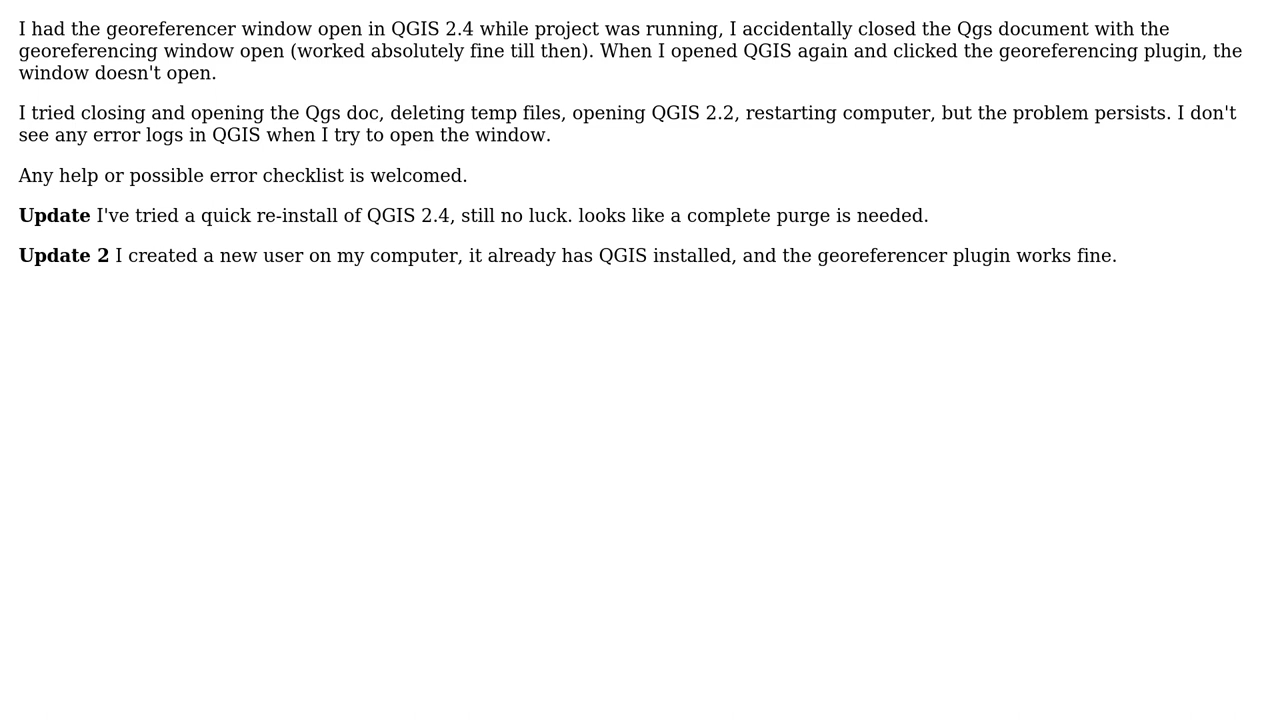 I had the georeferencer window open in QGIS 2.4 while project was running, I accidentally closed the Qgs document with the
georeferencing window open (worked absolutely fine till then). When I opened QGIS again and clicked the georeferencing plugin, the
window doesn't open.
I tried closing and opening the Qgs doc, deleting temp files, opening QGIS 2.2, restarting computer, but the problem persists. I don't
see any error logs in QGIS when I try to open the window.
Any help or possible error checklist is welcomed.
Update I've tried a quick re-install of QGIS 2.4, still no luck. looks like a complete purge is needed.
Update 2 I created a new user on my computer, it already has QGIS installed, and the georeferencer plugin works fine.